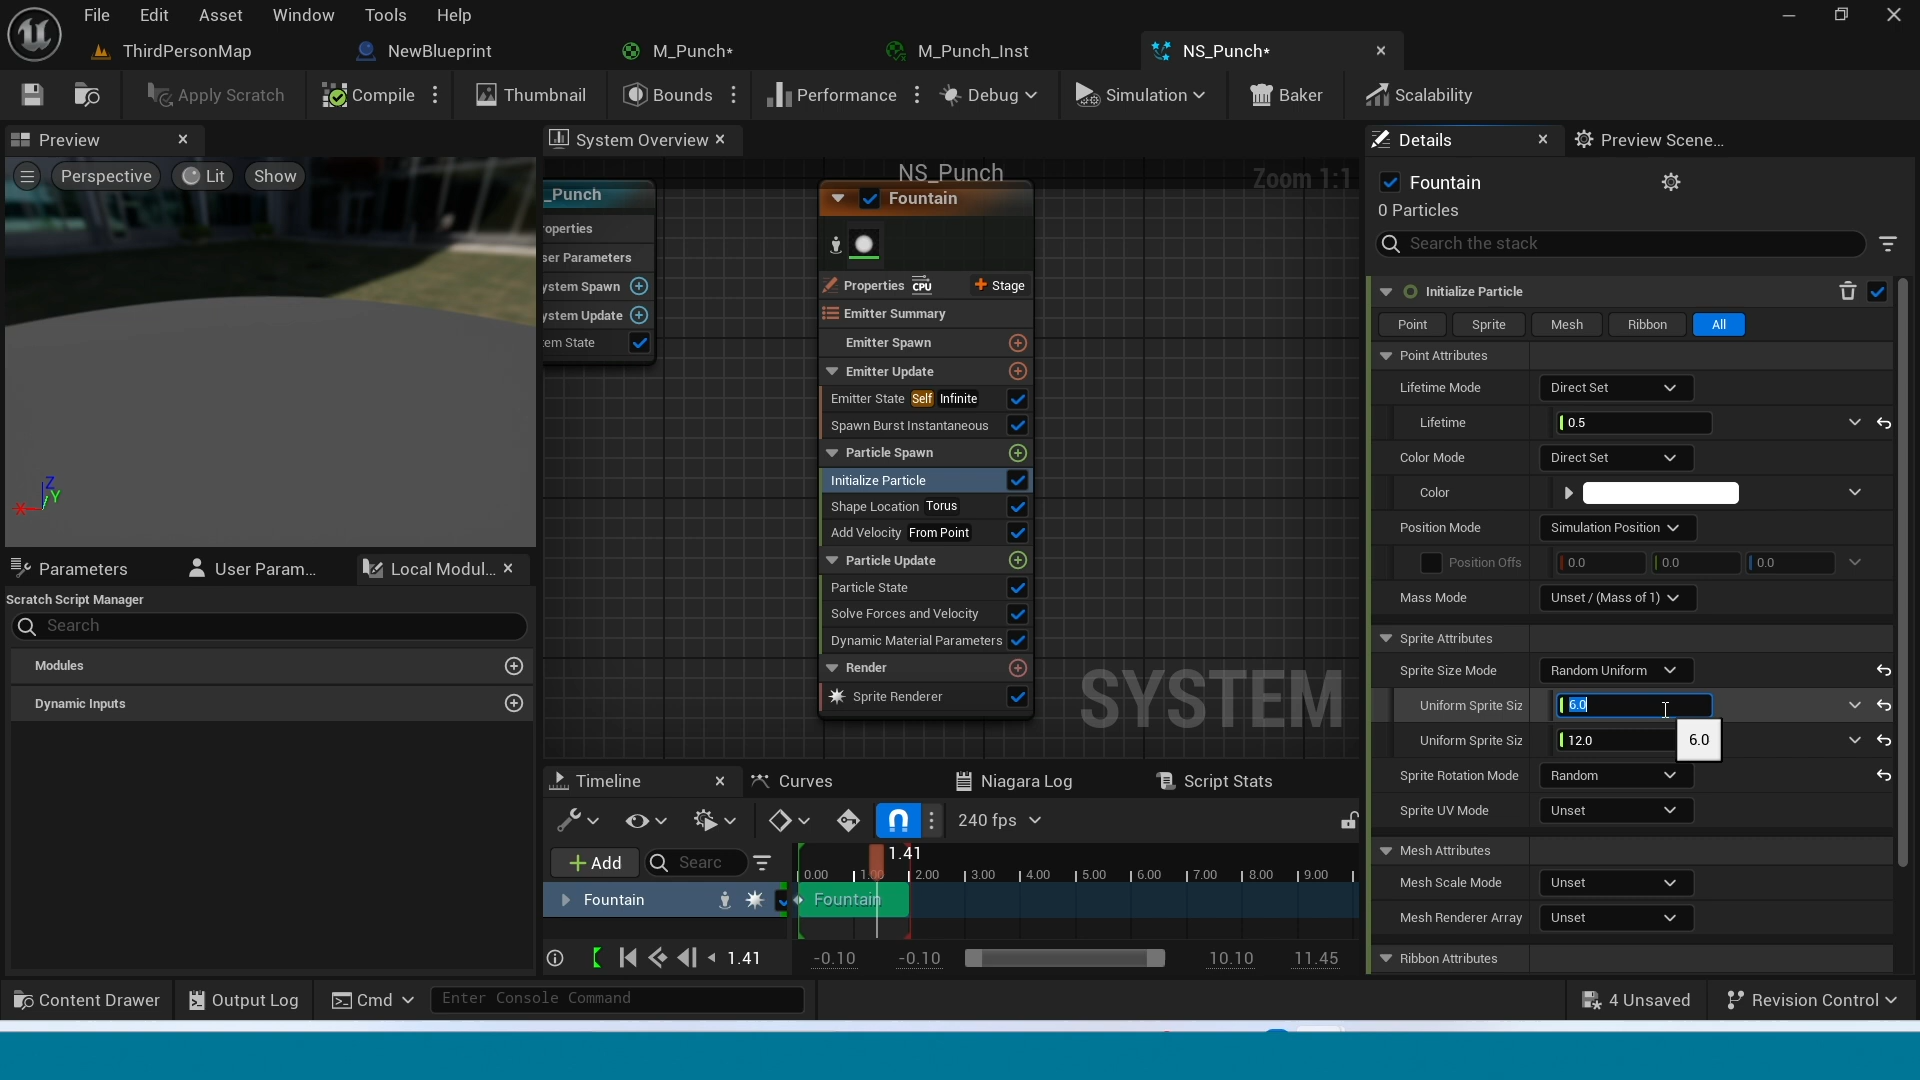 File Edit Asset Window Tools Help
ThirdPersonMap NewBlueprint M_Punch* M_Punch_Inst NS_Punch*
Apply Scratch Compile Thumbnail Bounds Performance Debug Simulation Baker Scalability
Preview
Perspective Lit Show
Z
Y
X
Parameters User Param... Local Modul...
Scratch Script Manager
Search
Modules
Dynamic Inputs
System Overview
NS_Punch
Zoom 1:1
_Punch
roperties
ser Parameters
ystem Spawn
ystem Update
tem State
Fountain
Properties CPU Stage
Emitter Summary
Emitter Spawn
Emitter Update
Emitter State Self Infinite
Spawn Burst Instantaneous
Particle Spawn
Initialize Particle
Shape Location Torus
Add Velocity From Point
Particle Update
Particle State
Solve Forces and Velocity
Dynamic Material Parameters
Render
Sprite Renderer
SYSTEM
Timeline Curves Niagara Log Script Stats
240 fps
Add Searc
1.41
0.00 1.00 2.00 3.00 4.00 5.00 6.00 7.00 8.00 9.00
Fountain Fountain
1.41 -0.10 -0.10 10.10 11.45
Details Preview Scene...
Fountain
0 Particles
Search the stack
Initialize Particle
Point Sprite Mesh Ribbon All
Point Attributes
Lifetime Mode Direct Set
Lifetime 0.5
Color Mode Direct Set
Color
Position Mode Simulation Position
Position Offs 0.0 0.0 0.0
Mass Mode Unset / (Mass of 1)
Sprite Attributes
Sprite Size Mode Random Uniform
Uniform Sprite Siz 6.0
Uniform Sprite Siz 12.0 6.0
Sprite Rotation Mode Random
Sprite UV Mode Unset
Mesh Attributes
Mesh Scale Mode Unset
Mesh Renderer Array Unset
Ribbon Attributes
Content Drawer Output Log Cmd Enter Console Command 4 Unsaved Revision Control